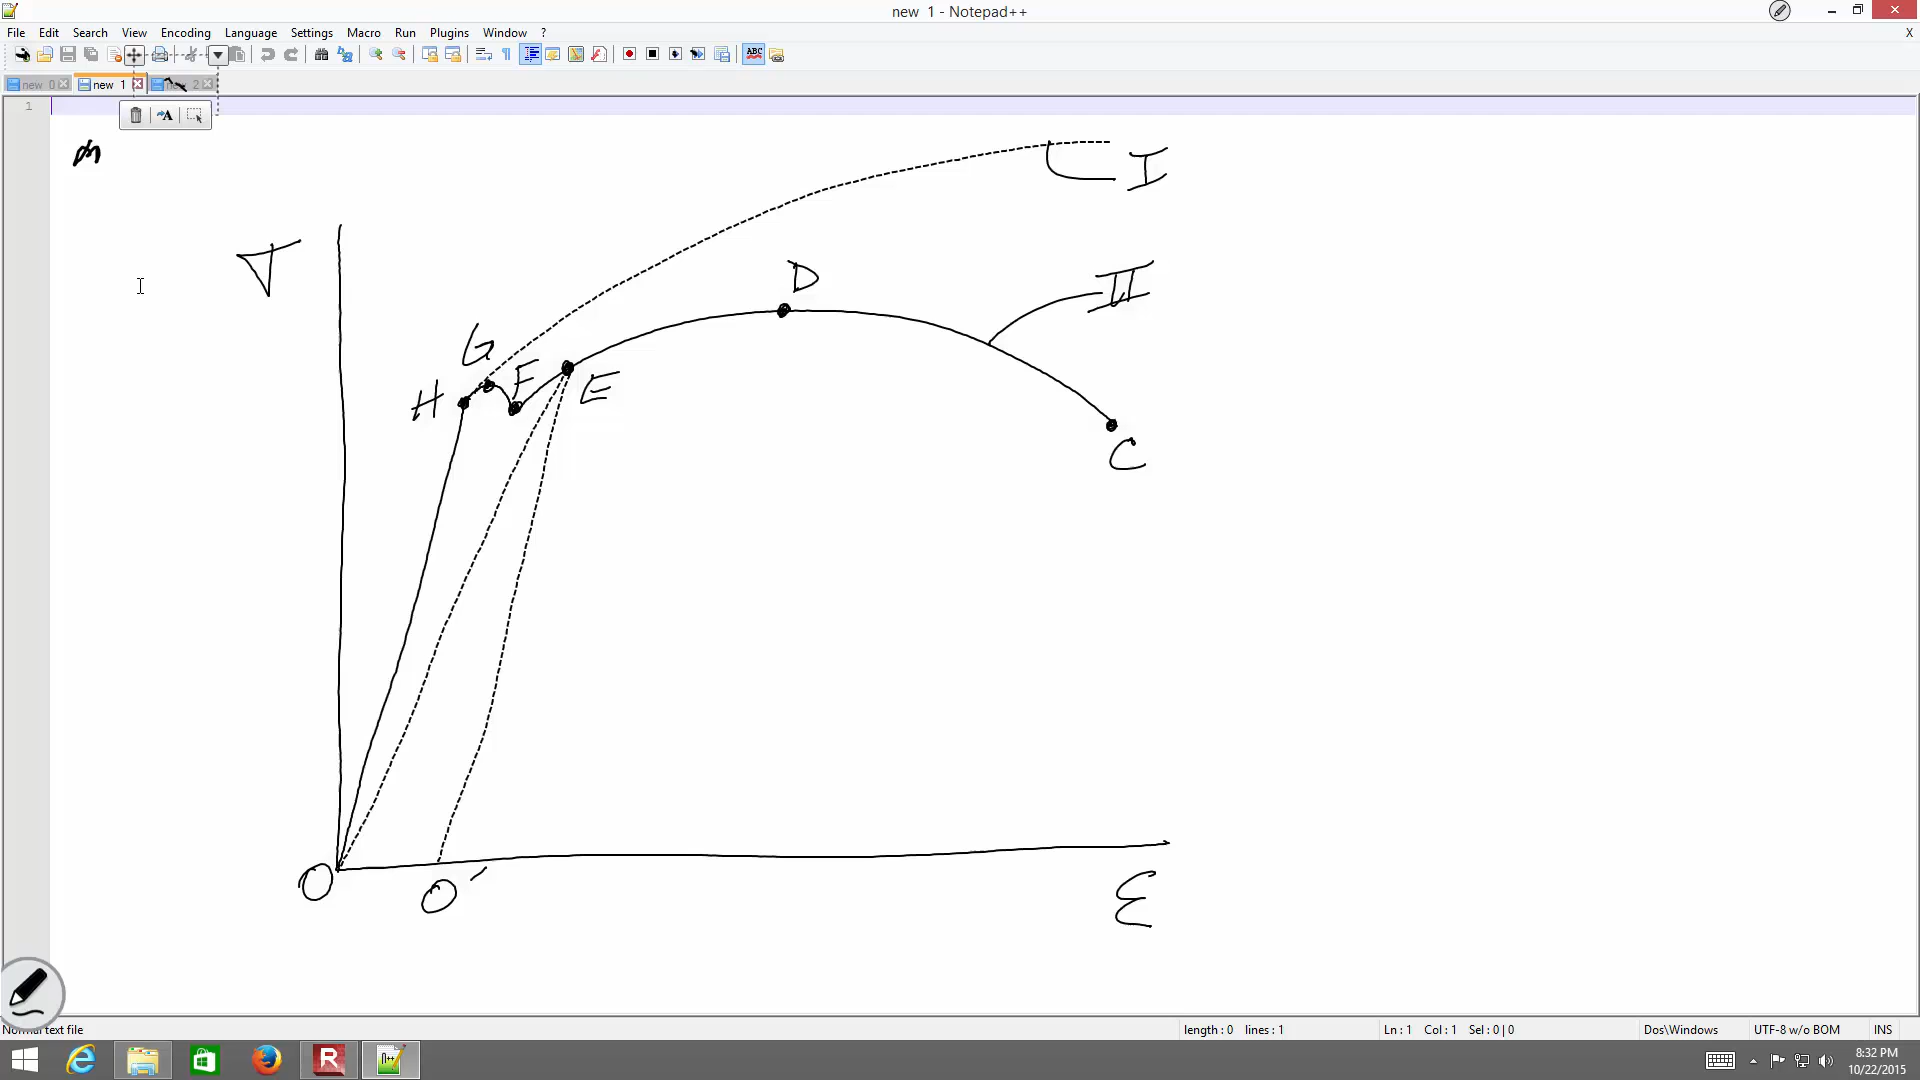 new 1 - Notepad++
File Edit Search View Encoding Language Settings Macro Run Plugins Window ? X
new 0 new 1 2
1
I
D
II
G
F
H
E
C
O
O'
ε
Normal text file length : 0 lines : 1 Ln : 1 Col : 1 Sel : 0 | 0 Dos\Windows UTF-8 w/o BOM INS
8:32 PM
10/22/2015